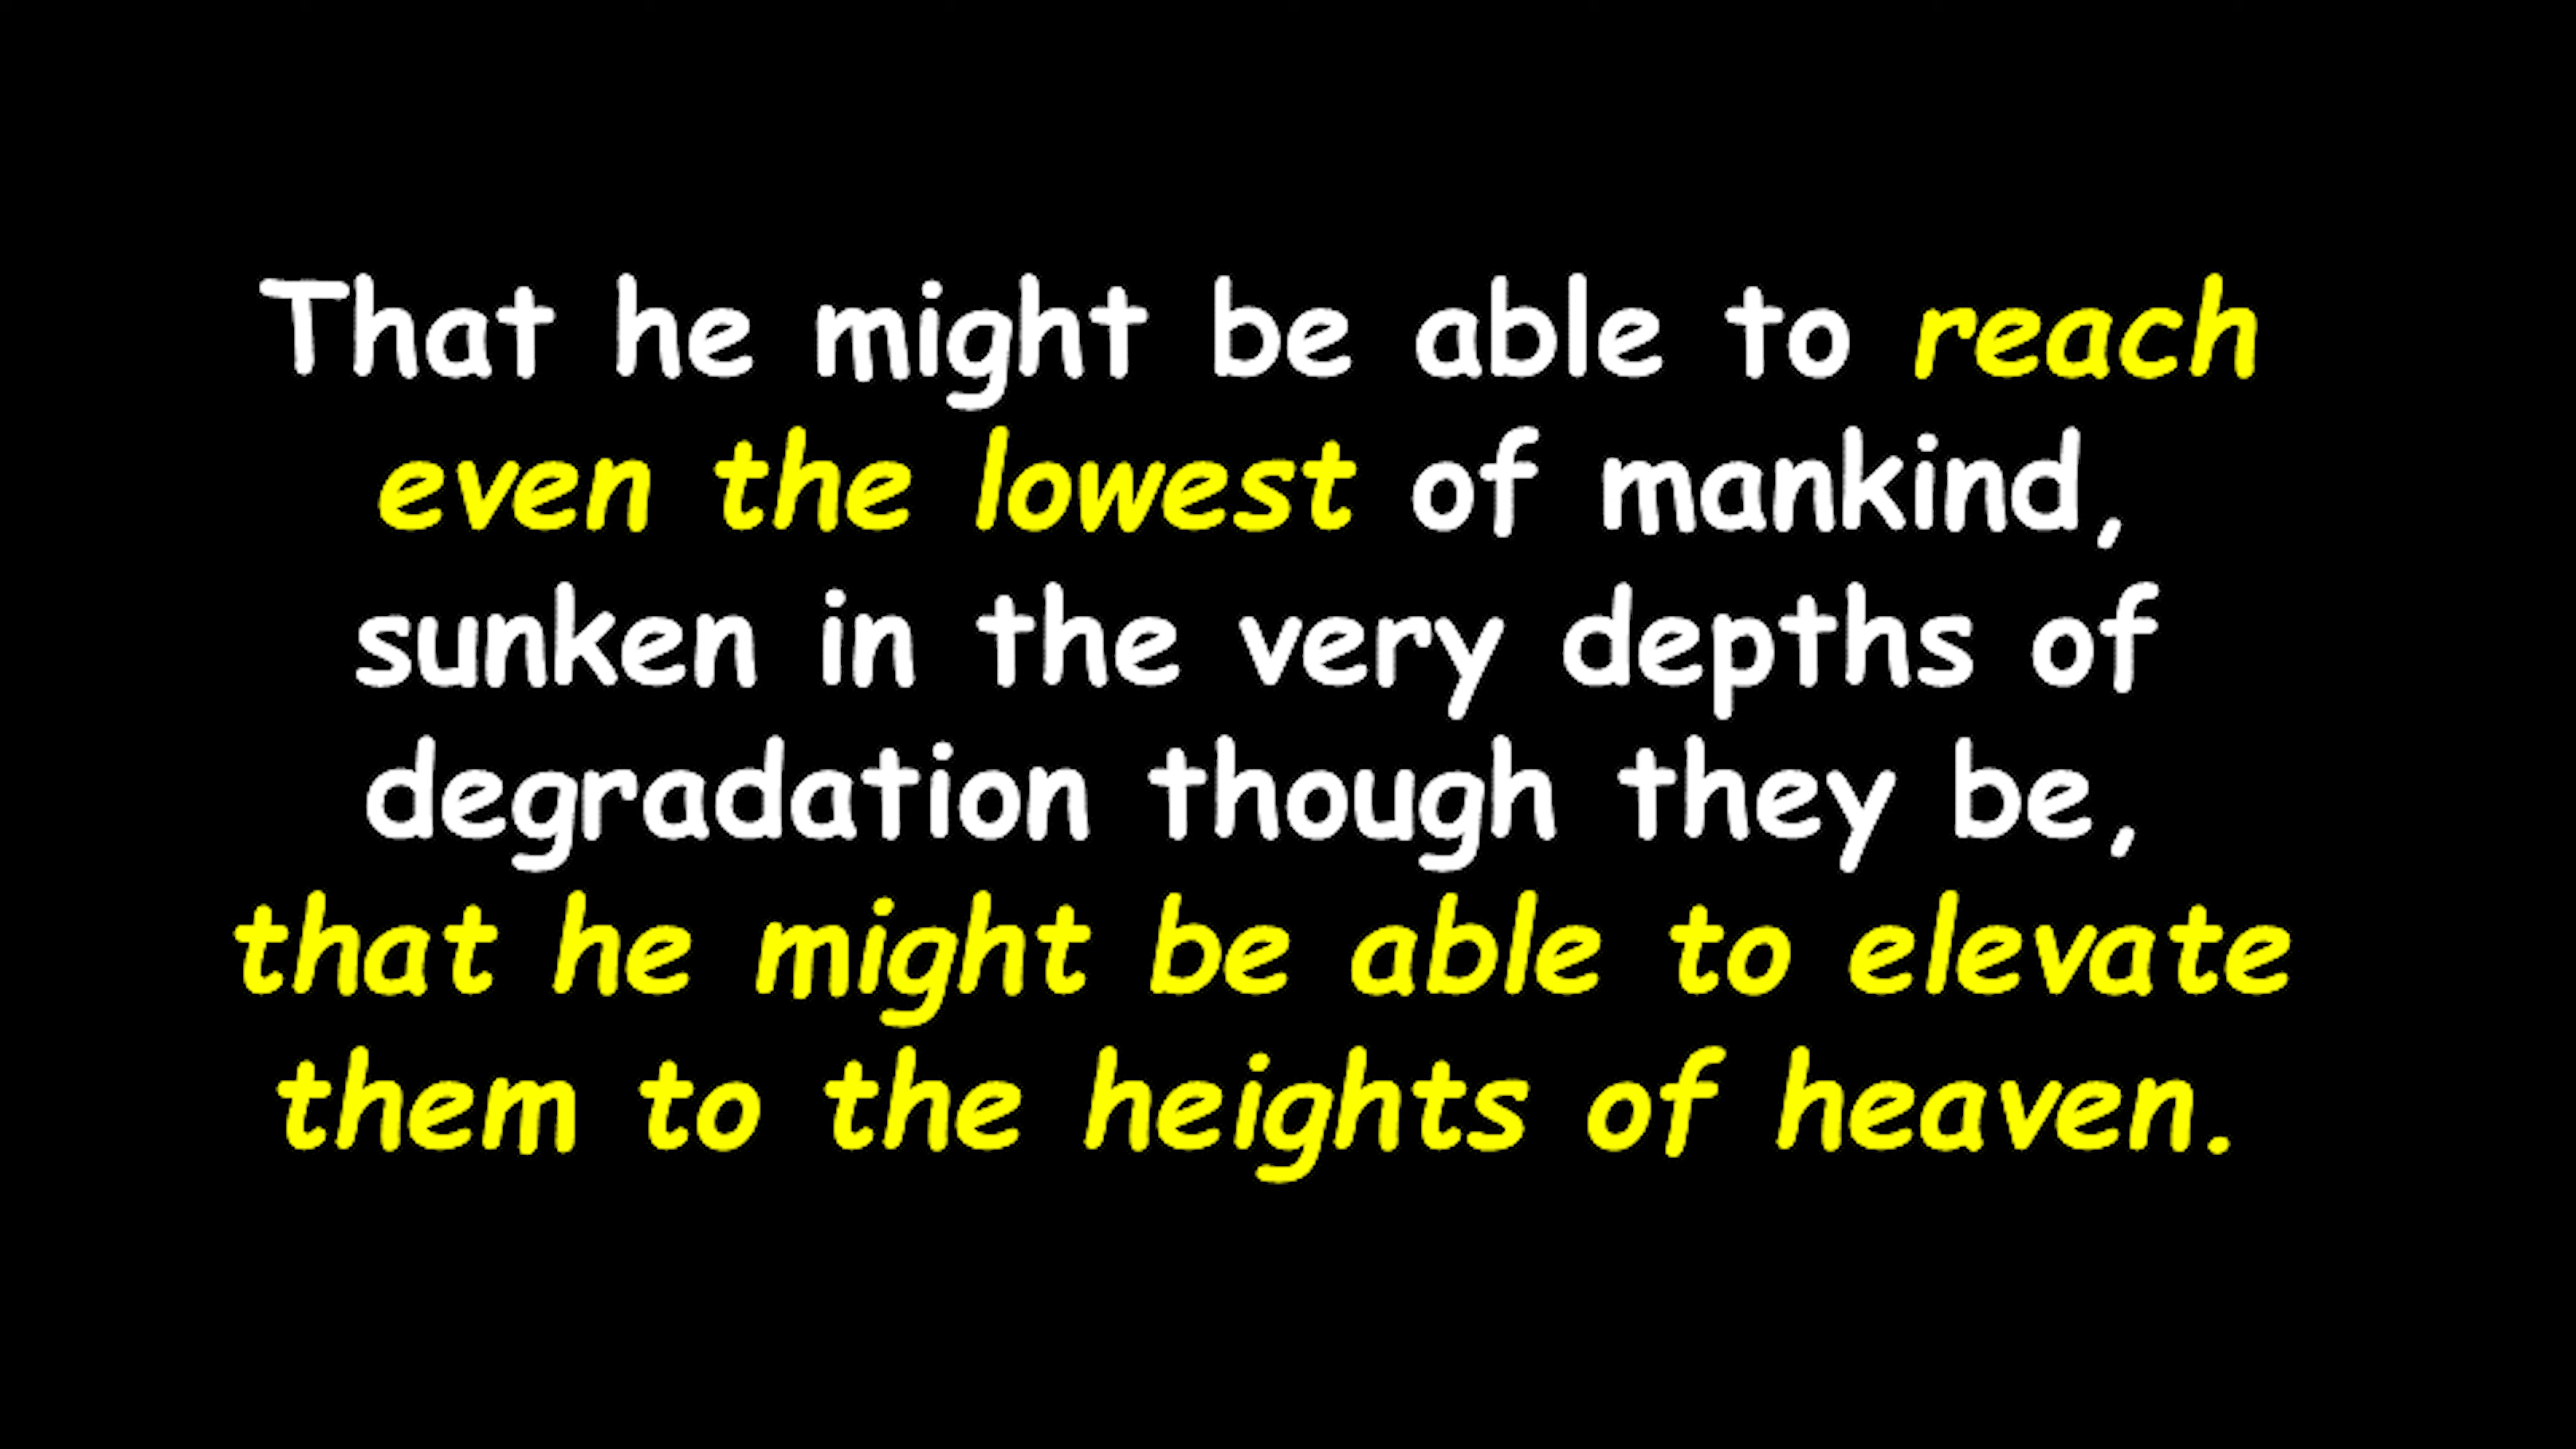 That he might be able to reach
even the lowest of mankind,
sunken in the very depths of
degradation though they be,
that he might be able to elevate
them to the heights of heaven.